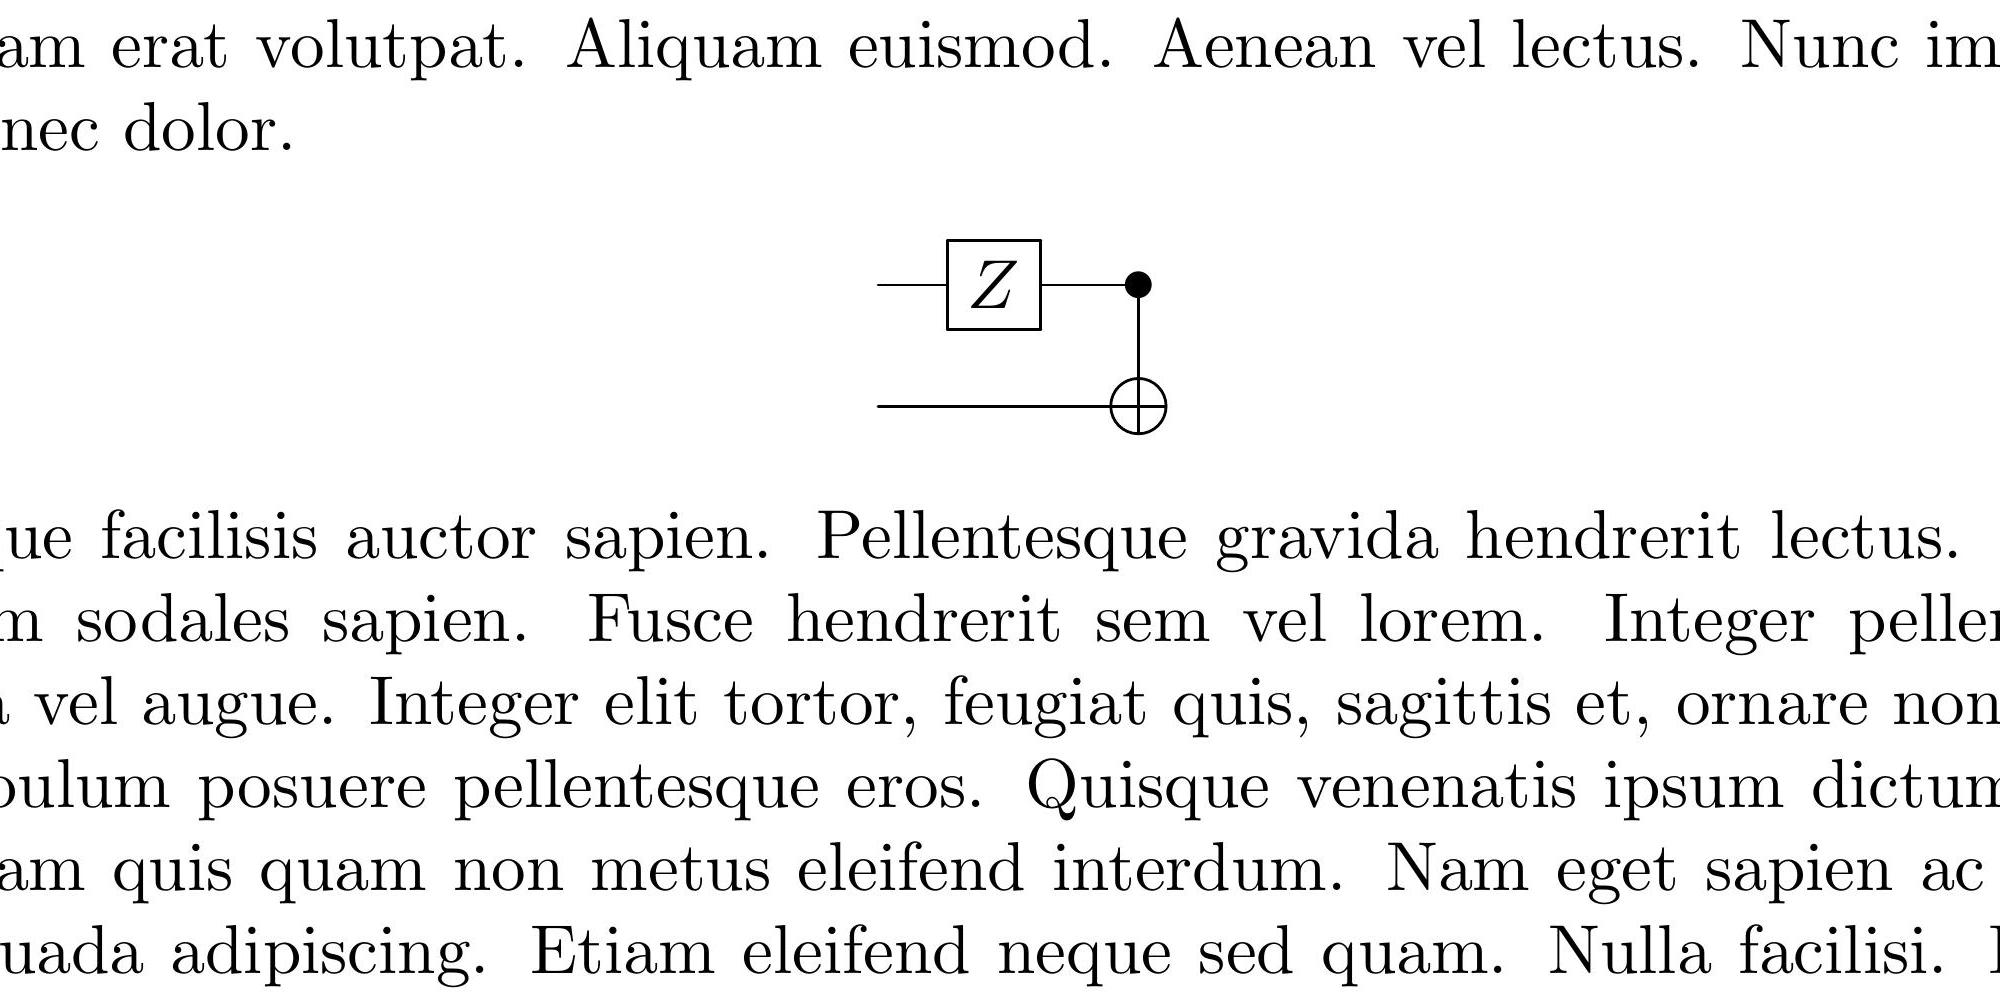 am erat volutpat. Aliquam euismod. Aenean vel lectus. Nunc im
nec dolor.
Z
ue facilisis auctor sapien. Pellentesque gravida hendrerit lectus.
m sodales sapien. Fusce hendrerit sem vel lorem. Integer peller
vel augue. Integer elit tortor, feugiat quis, sagittis et, ornare non
bulum posuere pellentesque eros. Quisque venenatis ipsum dictum
am quis quam non metus eleifend interdum. Nam eget sapien ac
uada adipiscing. Etiam eleifend neque sed quam. Nulla facilisi.